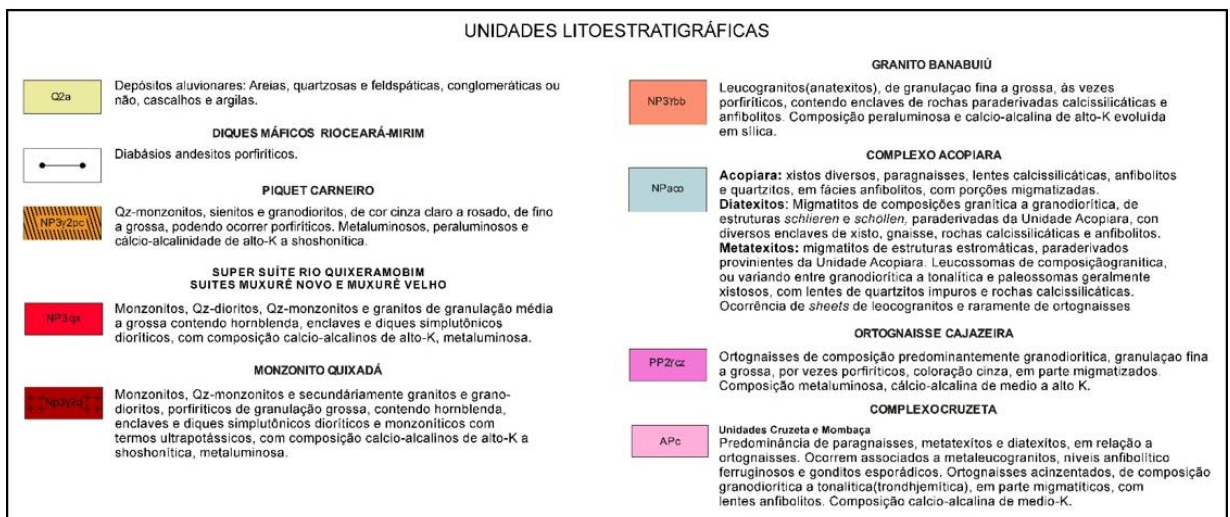 UNIDADES LITOESTRATIGRÁFICAS
Q2a
Depósitos aluvionares: Areias, quartzosas e feldspáticas, conglomeráticas ou
não, cascalhos e argilas.
DIQUES MÁFICOS RIOCEARÁ-MIRIM
Diabásios andesitos porfiríticos.
PIQUET CARNEIRO
NP3γ2pc
Qz-monzonitos, sienitos e granodioritos, de cor cinza claro a rosado, de fino
a grossa, podendo ocorrer porfiríticos. Metaluminosos, peraluminosos e
cálcio-alcalinidade de alto-K a shoshonítica.
SUPER SUÍTE RIO QUIXERAMOBIM
SUITES MUXURÉ NOVO E MUXURÉ VELHO
NP3qx
Monzonitos, Qz-dioritos, Qz-monzonitos e granitos de granulação média
a grossa contendo hornblenda, enclaves e diques simplutônicos
dioríticos, com composição calcio-alcalinos de alto-K, metaluminosa.
MONZONITO QUIXADÁ
Np3γ2q
Monzonitos, Qz-monzonitos e secundáriamente granitos e grano-
dioritos, porfiríticos de granulação grossa, contendo hornblenda,
enclaves e diques simplutônicos dioríticos e monzoníticos com
termos ultrapotássicos, com composição calcio-alcalinos de alto-K a
shoshonítica, metaluminosa.
GRANITO BANABUIÚ
NP3γbb
Leucogranitos(anatexitos), de granulaçao fina a grossa, às vezes
porfiríticos, contendo enclaves de rochas paraderivadas calcissilicáticas e
anfibolitos. Composição peraluminosa e calcio-alcalina de alto-K evoluida
em sílica.
COMPLEXO ACOPIARA
NPaco
Acopiara: xistos diversos, paragnaisses, lentes calcissilicáticas, anfibolitos
e quartzitos, em fácies anfibolitos, com porções migmatizadas.
Diatexitos: Migmatitos de composições granítica a granodiorítica, de
estruturas schlieren e schöllen, paraderivadas da Unidade Acopiara, con
diversos enclaves de xisto, gnaisse, rochas calcissilicáticas e anfibolitos.
Metatexitos: migmatitos de estruturas estromáticas, paraderivados
provinientes da Unidade Acopiara. Leucossomas de composiçãogranítica,
ou variando entre granodiorítica a tonalítica e paleossomas geralmente
xistosos, com lentes de quartzitos impuros e rochas calcissilicáticas.
Ocorrência de sheets de leocogranitos e raramente de ortognaisses
ORTOGNAISSE CAJAZEIRA
PP2γcz
Ortognaisses de composição predominantemente granodiorítica, granulaçao fina
a grossa, por vezes porfiríticos, coloração cinza, em parte migmatizados.
Composição metaluminosa, cálcio-alcalina de medio a alto K.
COMPLEXOCRUZETA
APc
Unidades Cruzeta e Mombaça
Predominância de paragnaisses, metatexítos e diatexítos, em relação a
ortognaisses. Ocorrem associados a metaleucogranitos, níveis anfibolítico
ferruginosos e gonditos esporádicos. Ortognaisses acinzentados, de composição
granodiorítica a tonalítica(trondhjemítica), em parte migmatíticos, com
lentes anfibolitos. Composição calcio-alcalina de medio-K.